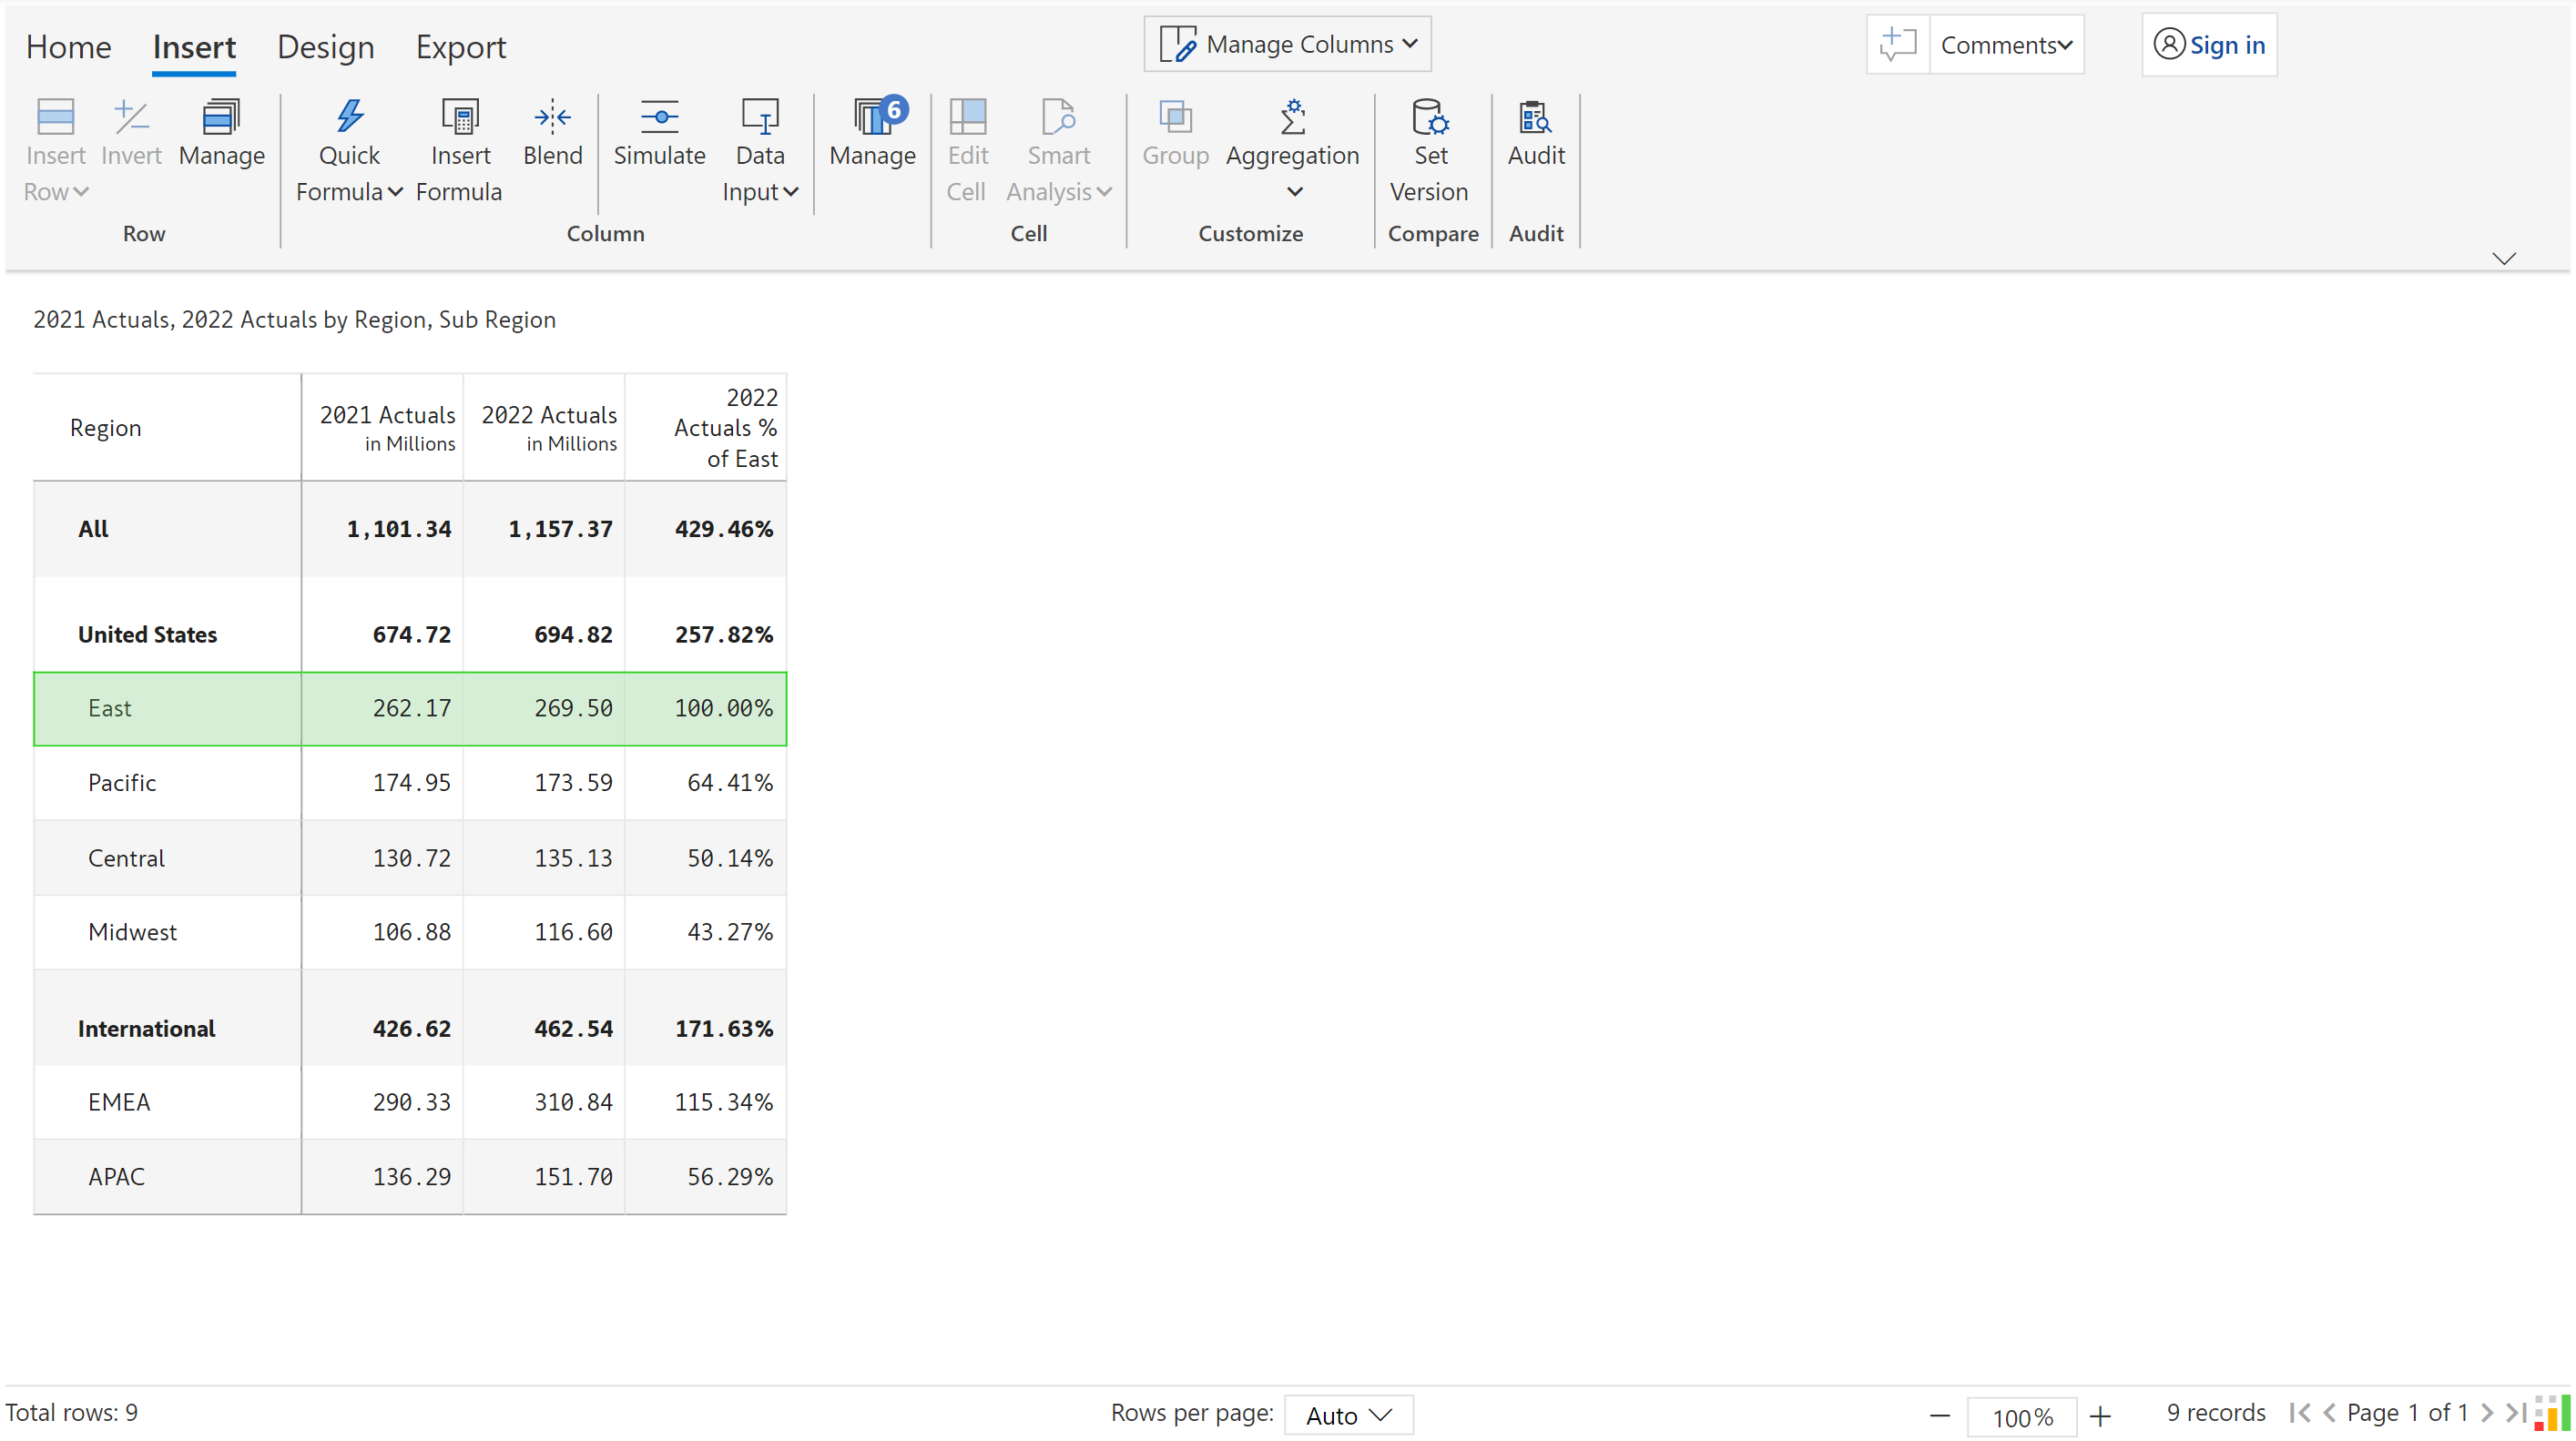 Home Insert Design Export Manage Columns Comments Sign in
Insert Row Invert Manage Quick Formula Insert Formula Blend Simulate Data Input Manage 6 Edit Cell Smart Analysis Group Aggregation Set Version Audit
Row Column Cell Customize Compare Audit
2021 Actuals, 2022 Actuals by Region, Sub Region
Region 2021 Actuals in Millions 2022 Actuals in Millions 2022 Actuals % of East
All 1,101.34 1,157.37 429.46%
United States 674.72 694.82 257.82%
East 262.17 269.50 100.00%
Pacific 174.95 173.59 64.41%
Central 130.72 135.13 50.14%
Midwest 106.88 116.60 43.27%
International 426.62 462.54 171.63%
EMEA 290.33 310.84 115.34%
APAC 136.29 151.70 56.29%
Total rows: 9 Rows per page: Auto 100% 9 records Page 1 of 1